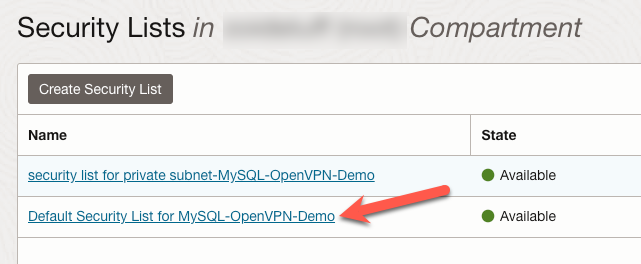 Security Lists in Compartment
Create Security List
Name State
security list for private subnet-MySQL-OpenVPN-Demo Available
Default Security List for MySQL-OpenVPN-Demo Available